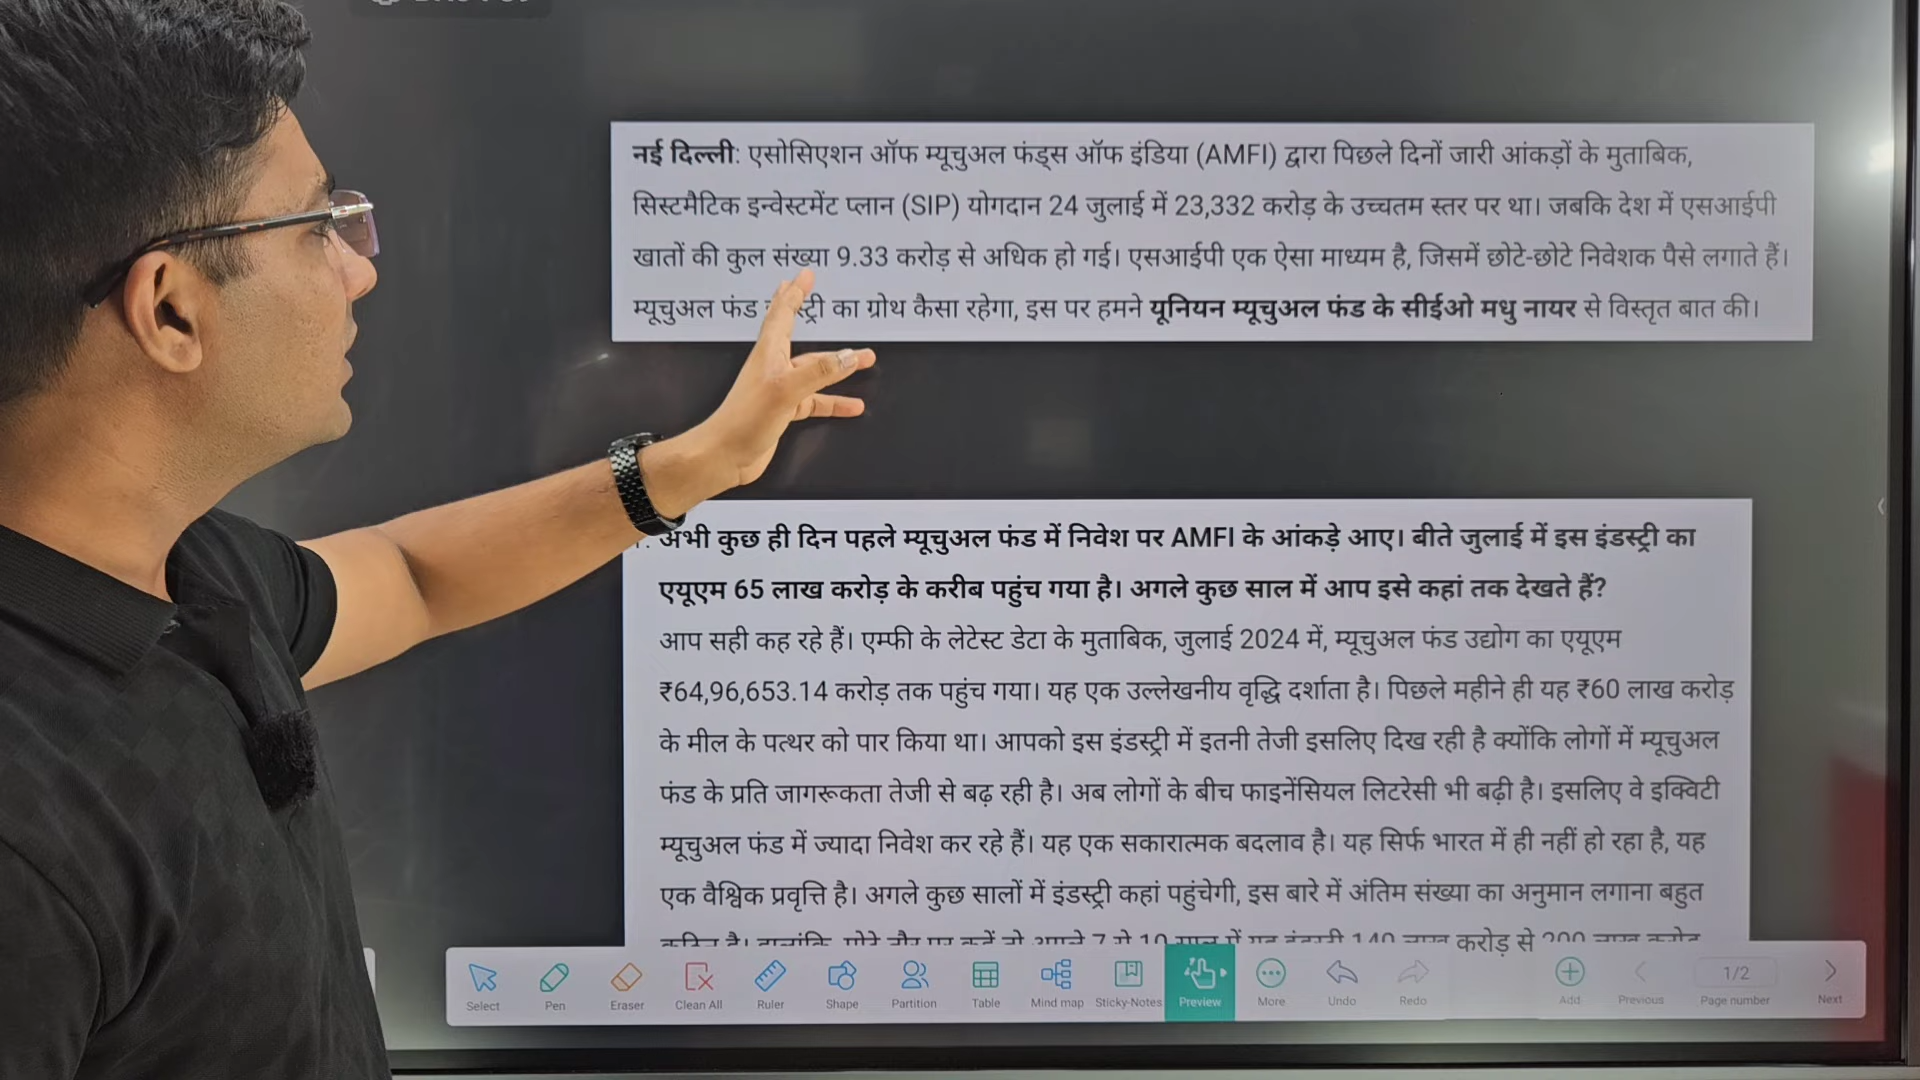 नई दिल्ली: एसोसिएशन ऑफ म्यूचुअल फंड्स ऑफ इंडिया (AMFI) द्वारा पिछले दिनों जारी आंकड़ों के मुताबिक,
सिस्टमैटिक इन्वेस्टमेंट प्लान (SIP) योगदान 24 जुलाई में 23,332 करोड़ के उच्चतम स्तर पर था। जबकि देश में एसआईपी
खातों की कुल संख्या 9.33 करोड़ से अधिक हो गई। एसआईपी एक ऐसा माध्यम है, जिसमें छोटे-छोटे निवेशक पैसे लगाते हैं।
म्यूचुअल फंड का ग्रोथ कैसा रहेगा, इस पर हमने यूनियन म्यूचुअल फंड के सीईओ मधु नायर से विस्तृत बात की।
अभी कुछ ही दिन पहले म्यूचुअल फंड में निवेश पर AMFI के आंकड़े आए। बीते जुलाई में इस इंडस्ट्री का
एयूएम 65 लाख करोड़ के करीब पहुंच गया है। अगले कुछ साल में आप इसे कहां तक देखते हैं?
आप सही कह रहे हैं। एम्फी के लेटेस्ट डेटा के मुताबिक, जुलाई 2024 में, म्यूचुअल फंड उद्योग का एयूएम
₹64,96,653.14 करोड़ तक पहुंच गया। यह एक उल्लेखनीय वृद्धि दर्शाता है। पिछले महीने ही यह ₹60 लाख करोड़
के मील के पत्थर को पार किया था। आपको इस इंडस्ट्री में इतनी तेजी इसलिए दिख रही है क्योंकि लोगों में म्यूचुअल
फंड के प्रति जागरूकता तेजी से बढ़ रही है। अब लोगों के बीच फाइनेंसियल लिटरेसी भी बढ़ी है। इसलिए वे इक्विटी
म्यूचुअल फंड में ज्यादा निवेश कर रहे हैं। यह एक सकारात्मक बदलाव है। यह सिर्फ भारत में ही नहीं हो रहा है, यह
एक वैश्विक प्रवृत्ति है। अगले कुछ सालों में इंडस्ट्री कहां पहुंचेगी, इस बारे में अंतिम संख्या का अनुमान लगाना बहुत
करोड़ से
Select Pen Eraser Clean All Ruler Shape Partition Table Mind map Sticky-Notes Preview More Undo Redo Add Previous 1/2 Page number Next